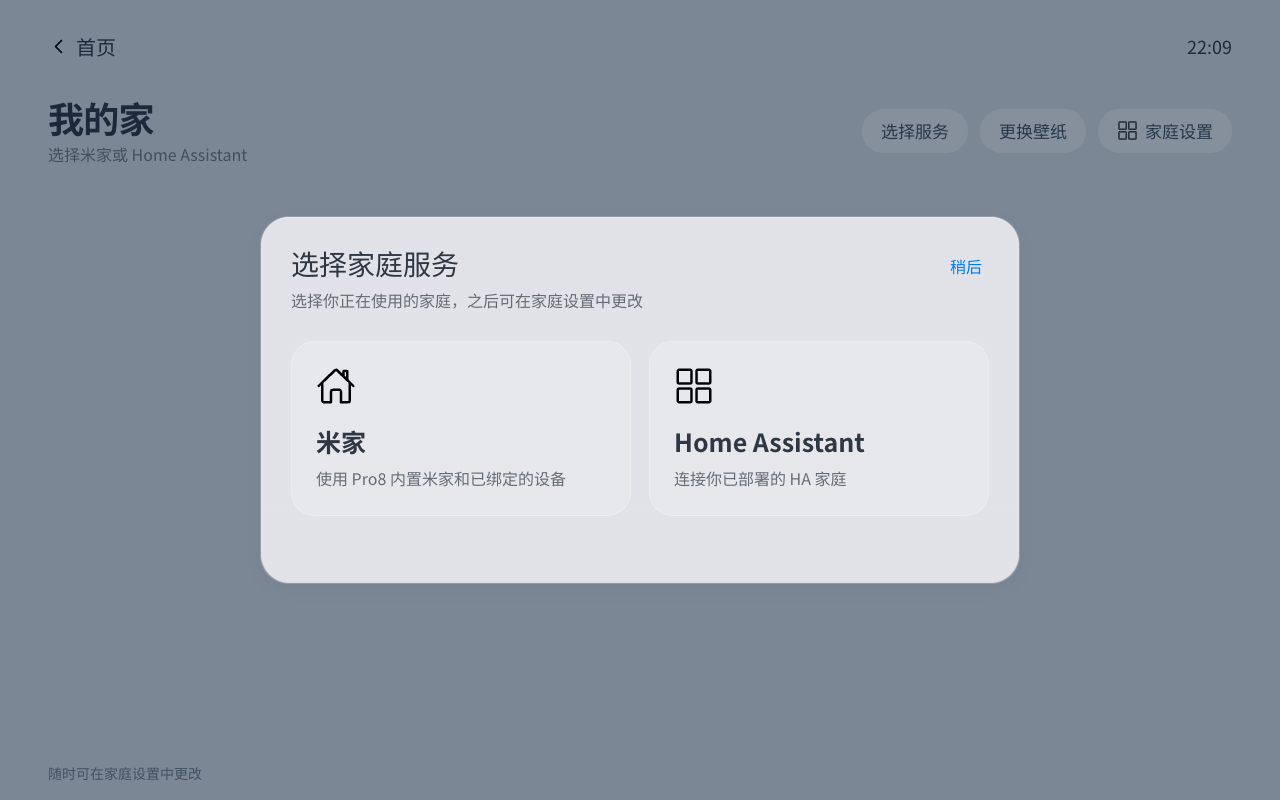 首页
22:09
我的家
选择米家或 Home Assistant
选择服务
更换壁纸
家庭设置
选择家庭服务
稍后
选择你正在使用的家庭，之后可在家庭设置中更改
米家
使用 Pro8 内置米家和已绑定的设备
Home Assistant
连接你已部署的 HA 家庭
随时可在家庭设置中更改